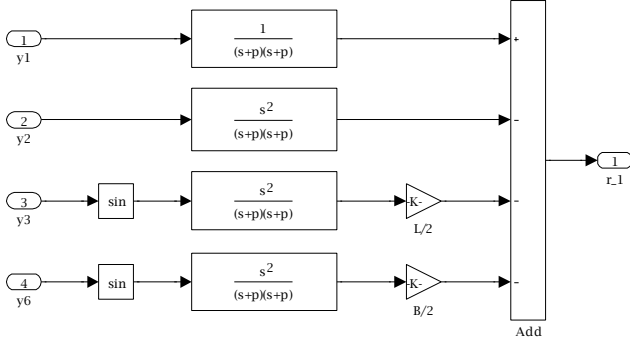 1
y1
1
(s+p)(s+p)
+
2
y2
s2
(s+p)(s+p)
-
1
r_1
3
y3
sin
s2
(s+p)(s+p)
-K-
L/2
-
4
y6
sin
s2
(s+p)(s+p)
-K-
B/2
-
Add